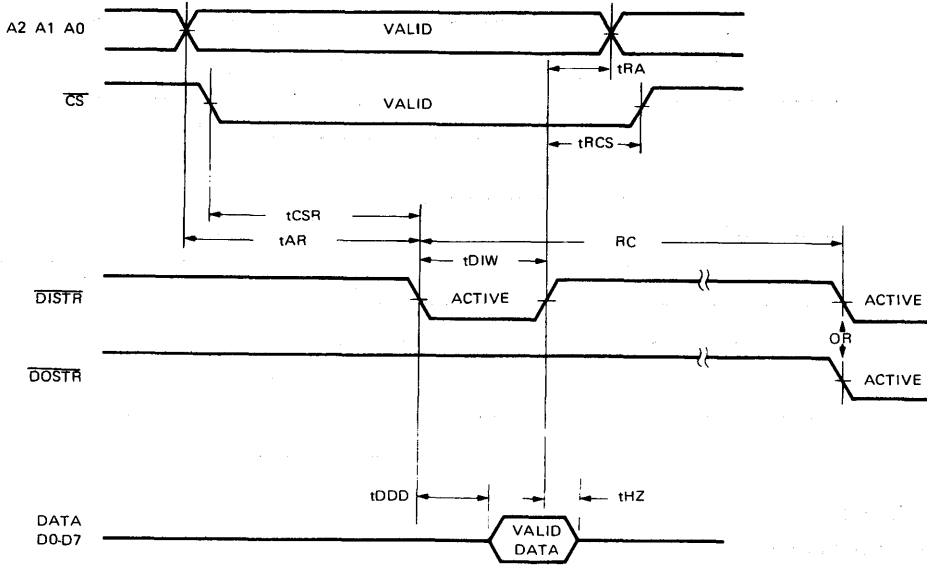 A2 A1 A0
VALID
tRA
CS
VALID
tRCS
tCSR
tAR
RC
tDIW
DISTR
ACTIVE
ACTIVE
OR
DOSTR
ACTIVE
tDDD
tHZ
DATA
D0-D7
VALID
DATA